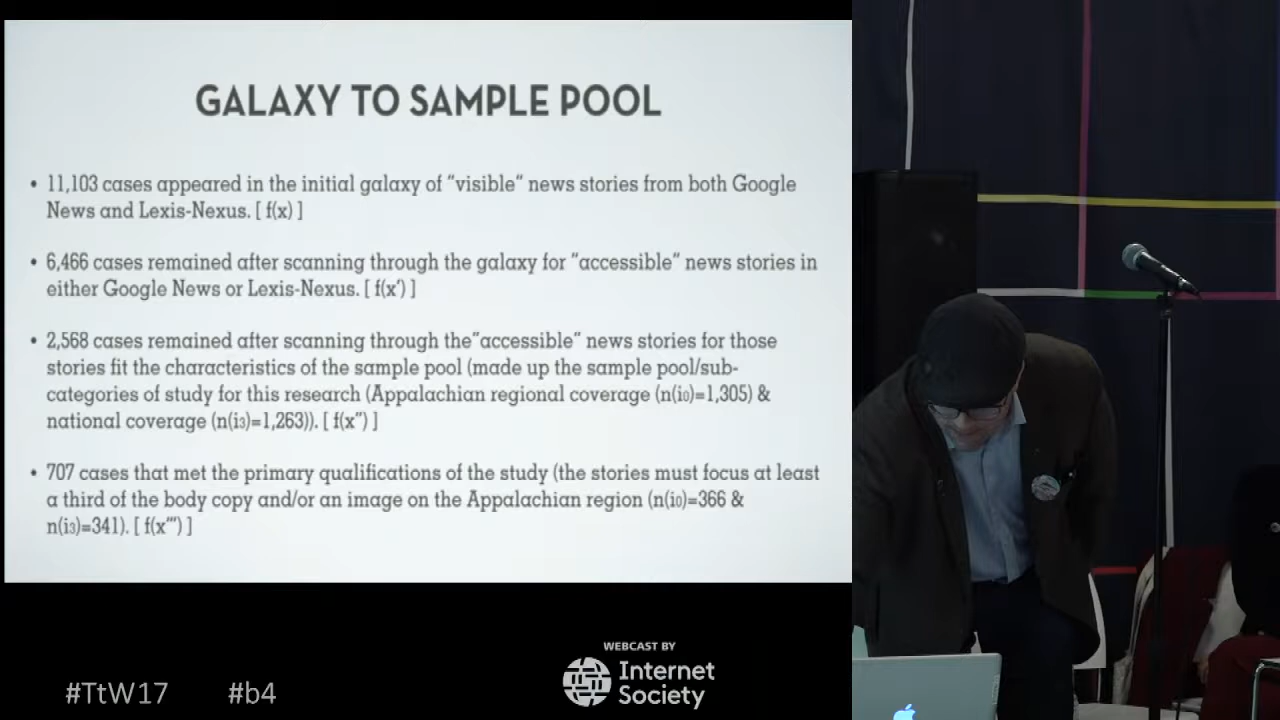 GALAXY TO SAMPLE POOL
• 11,103 cases appeared in the initial galaxy of "visible" news stories from both Google
News and Lexis-Nexus. [ f(x) ]
• 6,466 cases remained after scanning through the galaxy for "accessible" news stories in
either Google News or Lexis-Nexus. [ f(x') ]
• 2,568 cases remained after scanning through the"accessible" news stories for those
stories fit the characteristics of the sample pool (made up the sample pool/sub-
categories of study for this research (Appalachian regional coverage (n(i0)=1,305) &
national coverage (n(i3)=1,263)). [ f(x") ]
• 707 cases that met the primary qualifications of the study (the stories must focus at least
a third of the body copy and/or an image on the Appalachian region (n(i0)=366 &
n(i3)=341). [ f(x"') ]
#TtW17 #b4
WEBCAST BY
Internet
Society